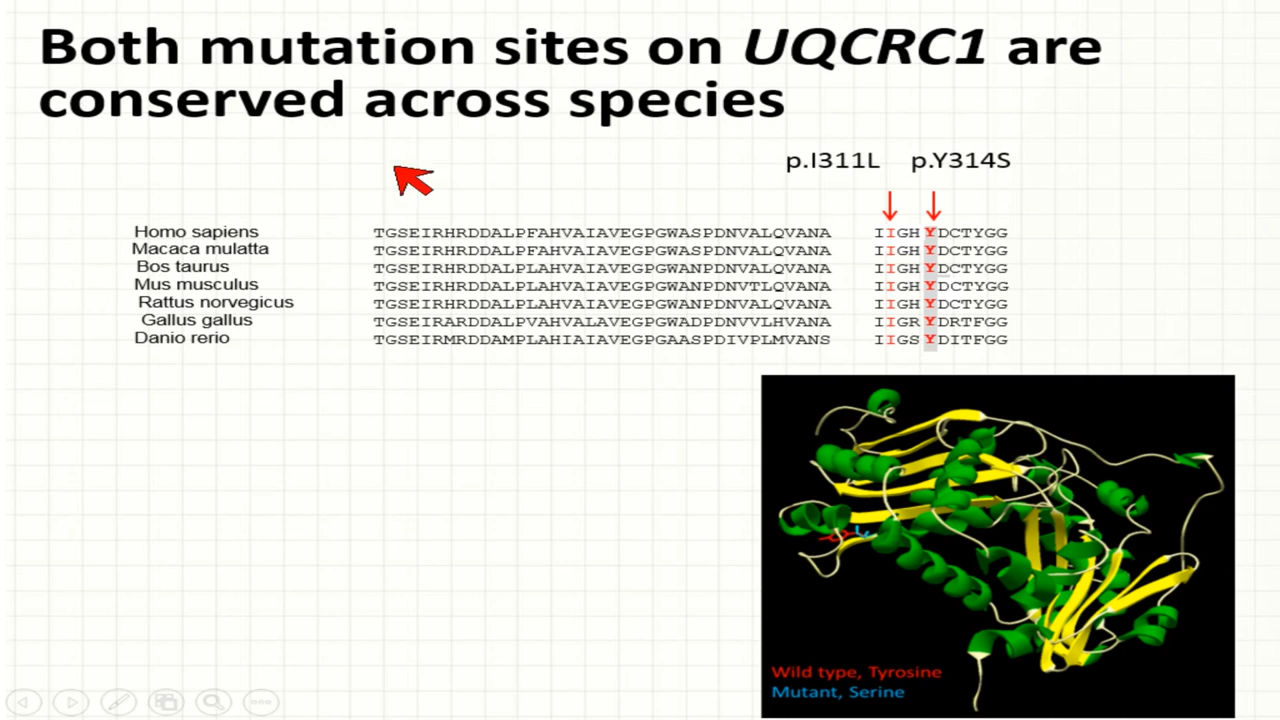 Both mutation sites on UQCRC1 are
conserved across species
p.I311L p.Y314S
Homo sapiens TGSEIRHRDDALPFAHVAIAVEGPGWASPDNVALQVANA IIGHYDCTYGG
Macaca mulatta TGSEIRHRDDALPFAHVAIAVEGPGWASPDNVALQVANA IIGHYDCTYGG
Bos taurus TGSEIRHRDDALPLAHVAIAVEGPGWANPDNVALQVANA IIGHYDCTYGG
Mus musculus TGSEIRHRDDALPLAHVAIAVEGPGWANPDNVTLQVANA IIGHYDCTYGG
Rattus norvegicus TGSEIRHRDDALPLAHVAIAVEGPGWANPDNVALQVANA IIGHYDCTYGG
Gallus gallus TGSEIRARDDALPVAHVALAVEGPGWADPDNVVLHVANA IIGRYDRTFGG
Danio rerio TGSEIRMRDDAMPLAHIAIAVEGPGAASPDIVPLMVANS IIGSYDITFGG
Wild type, Tyrosine
Mutant, Serine